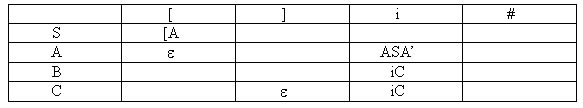 [ ] i #
S [A
A ε ASA’
B iC
C ε iC